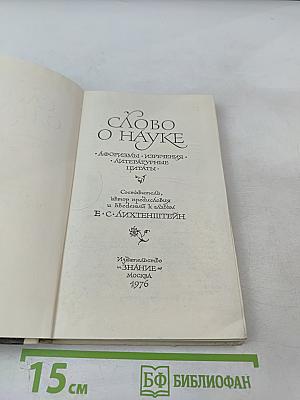 СЛОВО
О НАУКЕ
·АФОРИЗМЫ·ИЗРЕЧЕНИЯ·
·ЛИТЕРАТУРНЫЕ
ЦИТАТЫ·
Составитель,
автор предисловия
и введений к главам
Е·С·ЛИХТЕНШТЕЙН
Издательство
"ЗНАНИЕ"
Москва
1976
15 см
БФ БИБЛИОФАН